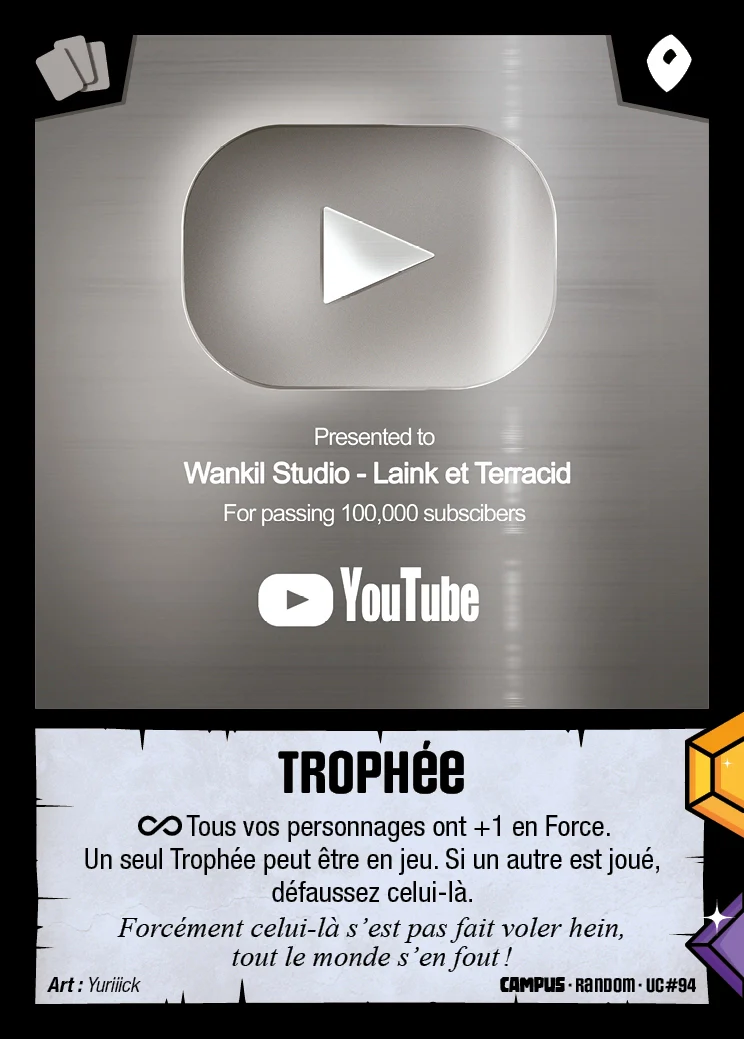 Presented to
Wankil Studio - Laink et Terracid
For passing 100,000 subscibers
YouTube
TROPHÉE
∞ Tous vos personnages ont +1 en Force.
Un seul Trophée peut être en jeu. Si un autre est joué,
défaussez celui-là.
Forcément celui-là s’est pas fait voler hein,
tout le monde s’en fout !
Art : Yuriiick
CAMPUS · RANDOM · UC#94